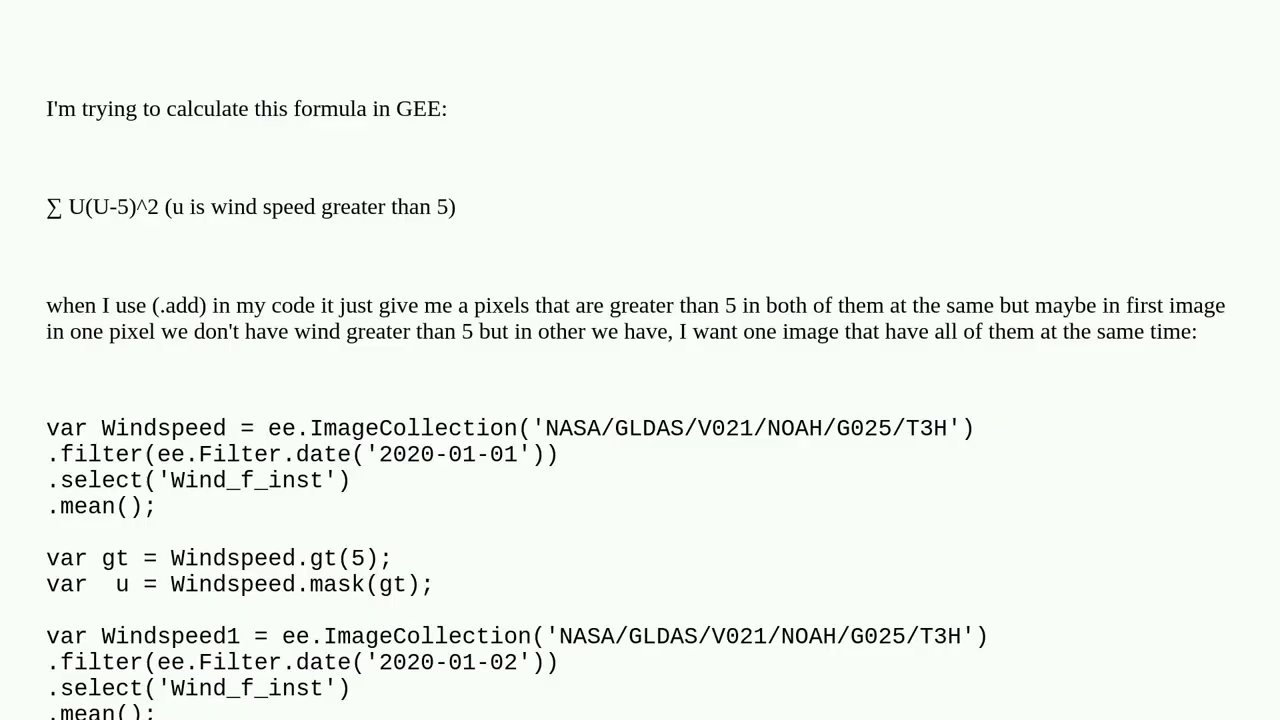 I'm trying to calculate this formula in GEE:
∑ U(U-5)^2 (u is wind speed greater than 5)
when I use (.add) in my code it just give me a pixels that are greater than 5 in both of them at the same but maybe in first image
in one pixel we don't have wind greater than 5 but in other we have, I want one image that have all of them at the same time:
var Windspeed = ee.ImageCollection('NASA/GLDAS/V021/NOAH/G025/T3H')
.filter(ee.Filter.date('2020-01-01'))
.select('Wind_f_inst')
.mean();
var gt = Windspeed.gt(5);
var  u = Windspeed.mask(gt);
var Windspeed1 = ee.ImageCollection('NASA/GLDAS/V021/NOAH/G025/T3H')
.filter(ee.Filter.date('2020-01-02'))
.select('Wind_f_inst')
.mean();